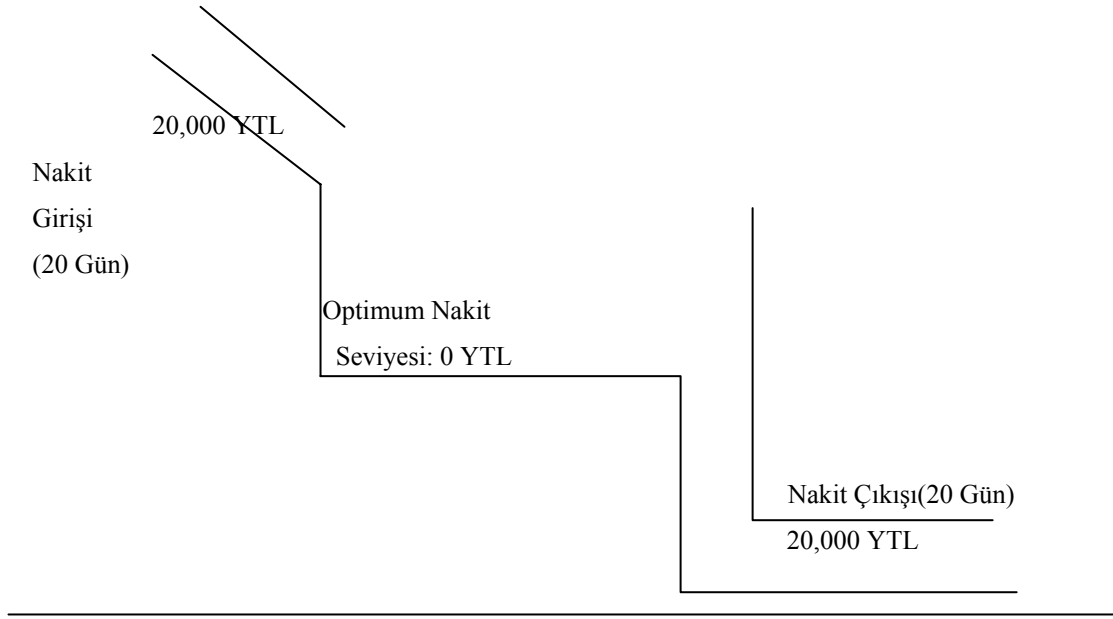 20,000 YTL
Nakit
Girişi
(20 Gün)
Optimum Nakit
Seviyesi: 0 YTL
Nakit Çıkışı(20 Gün)
20,000 YTL